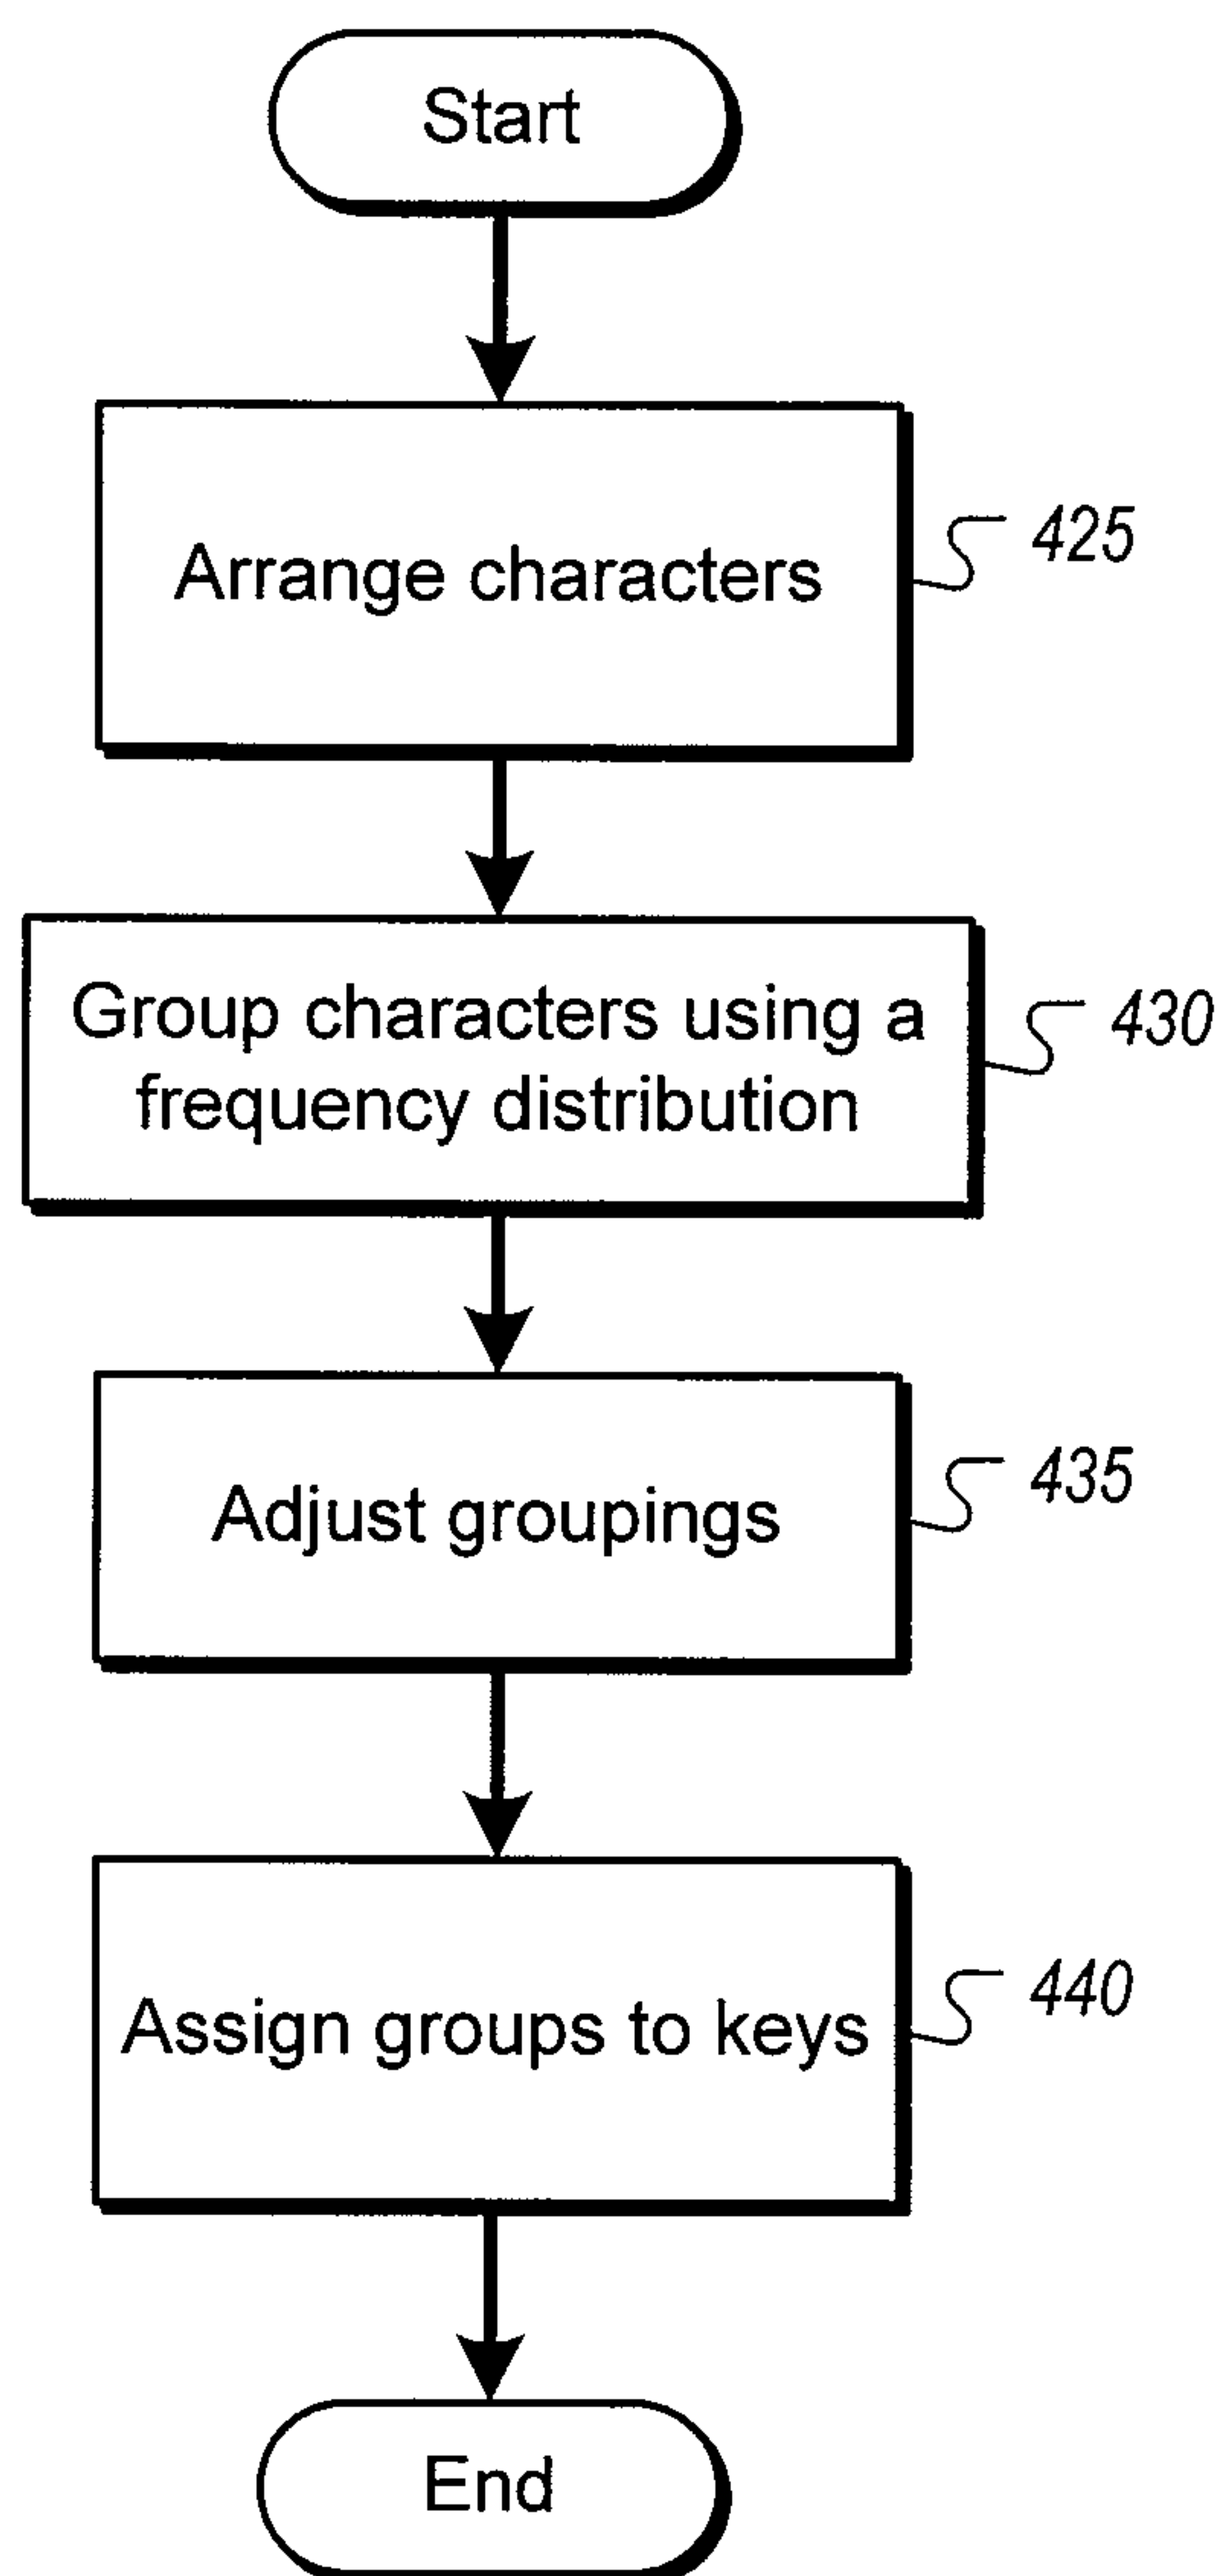 Start
Arrange characters
425
Group characters using a
frequency distribution
430
Adjust groupings
435
Assign groups to keys
440
End